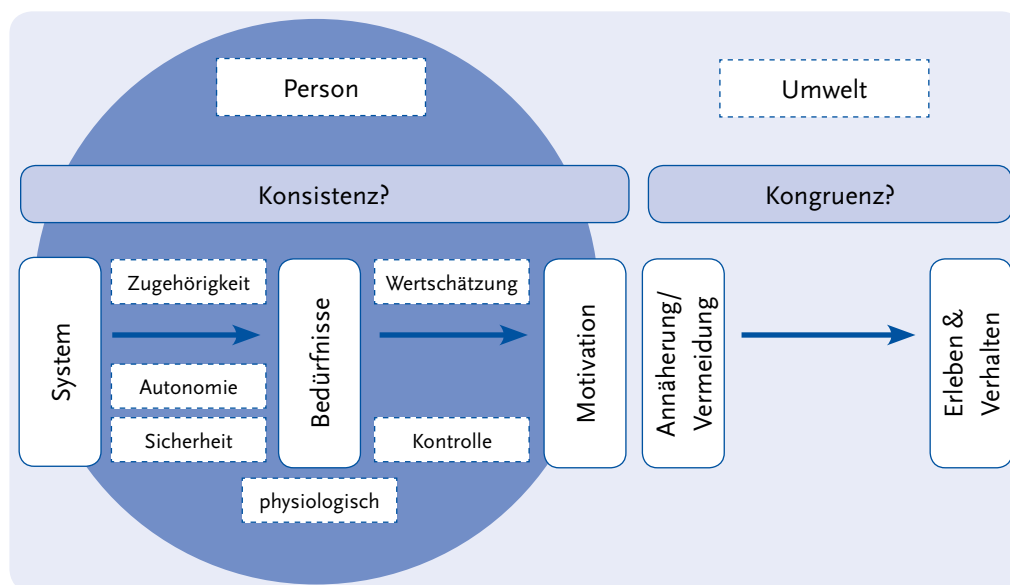 Person
Umwelt
Konsistenz?
Kongruenz?
System
Zugehörigkeit
Autonomie
Sicherheit
Bedürfnisse
Wertschätzung
Kontrolle
physiologisch
Motivation
Annäherung/
Vermeidung
Erleben &
Verhalten